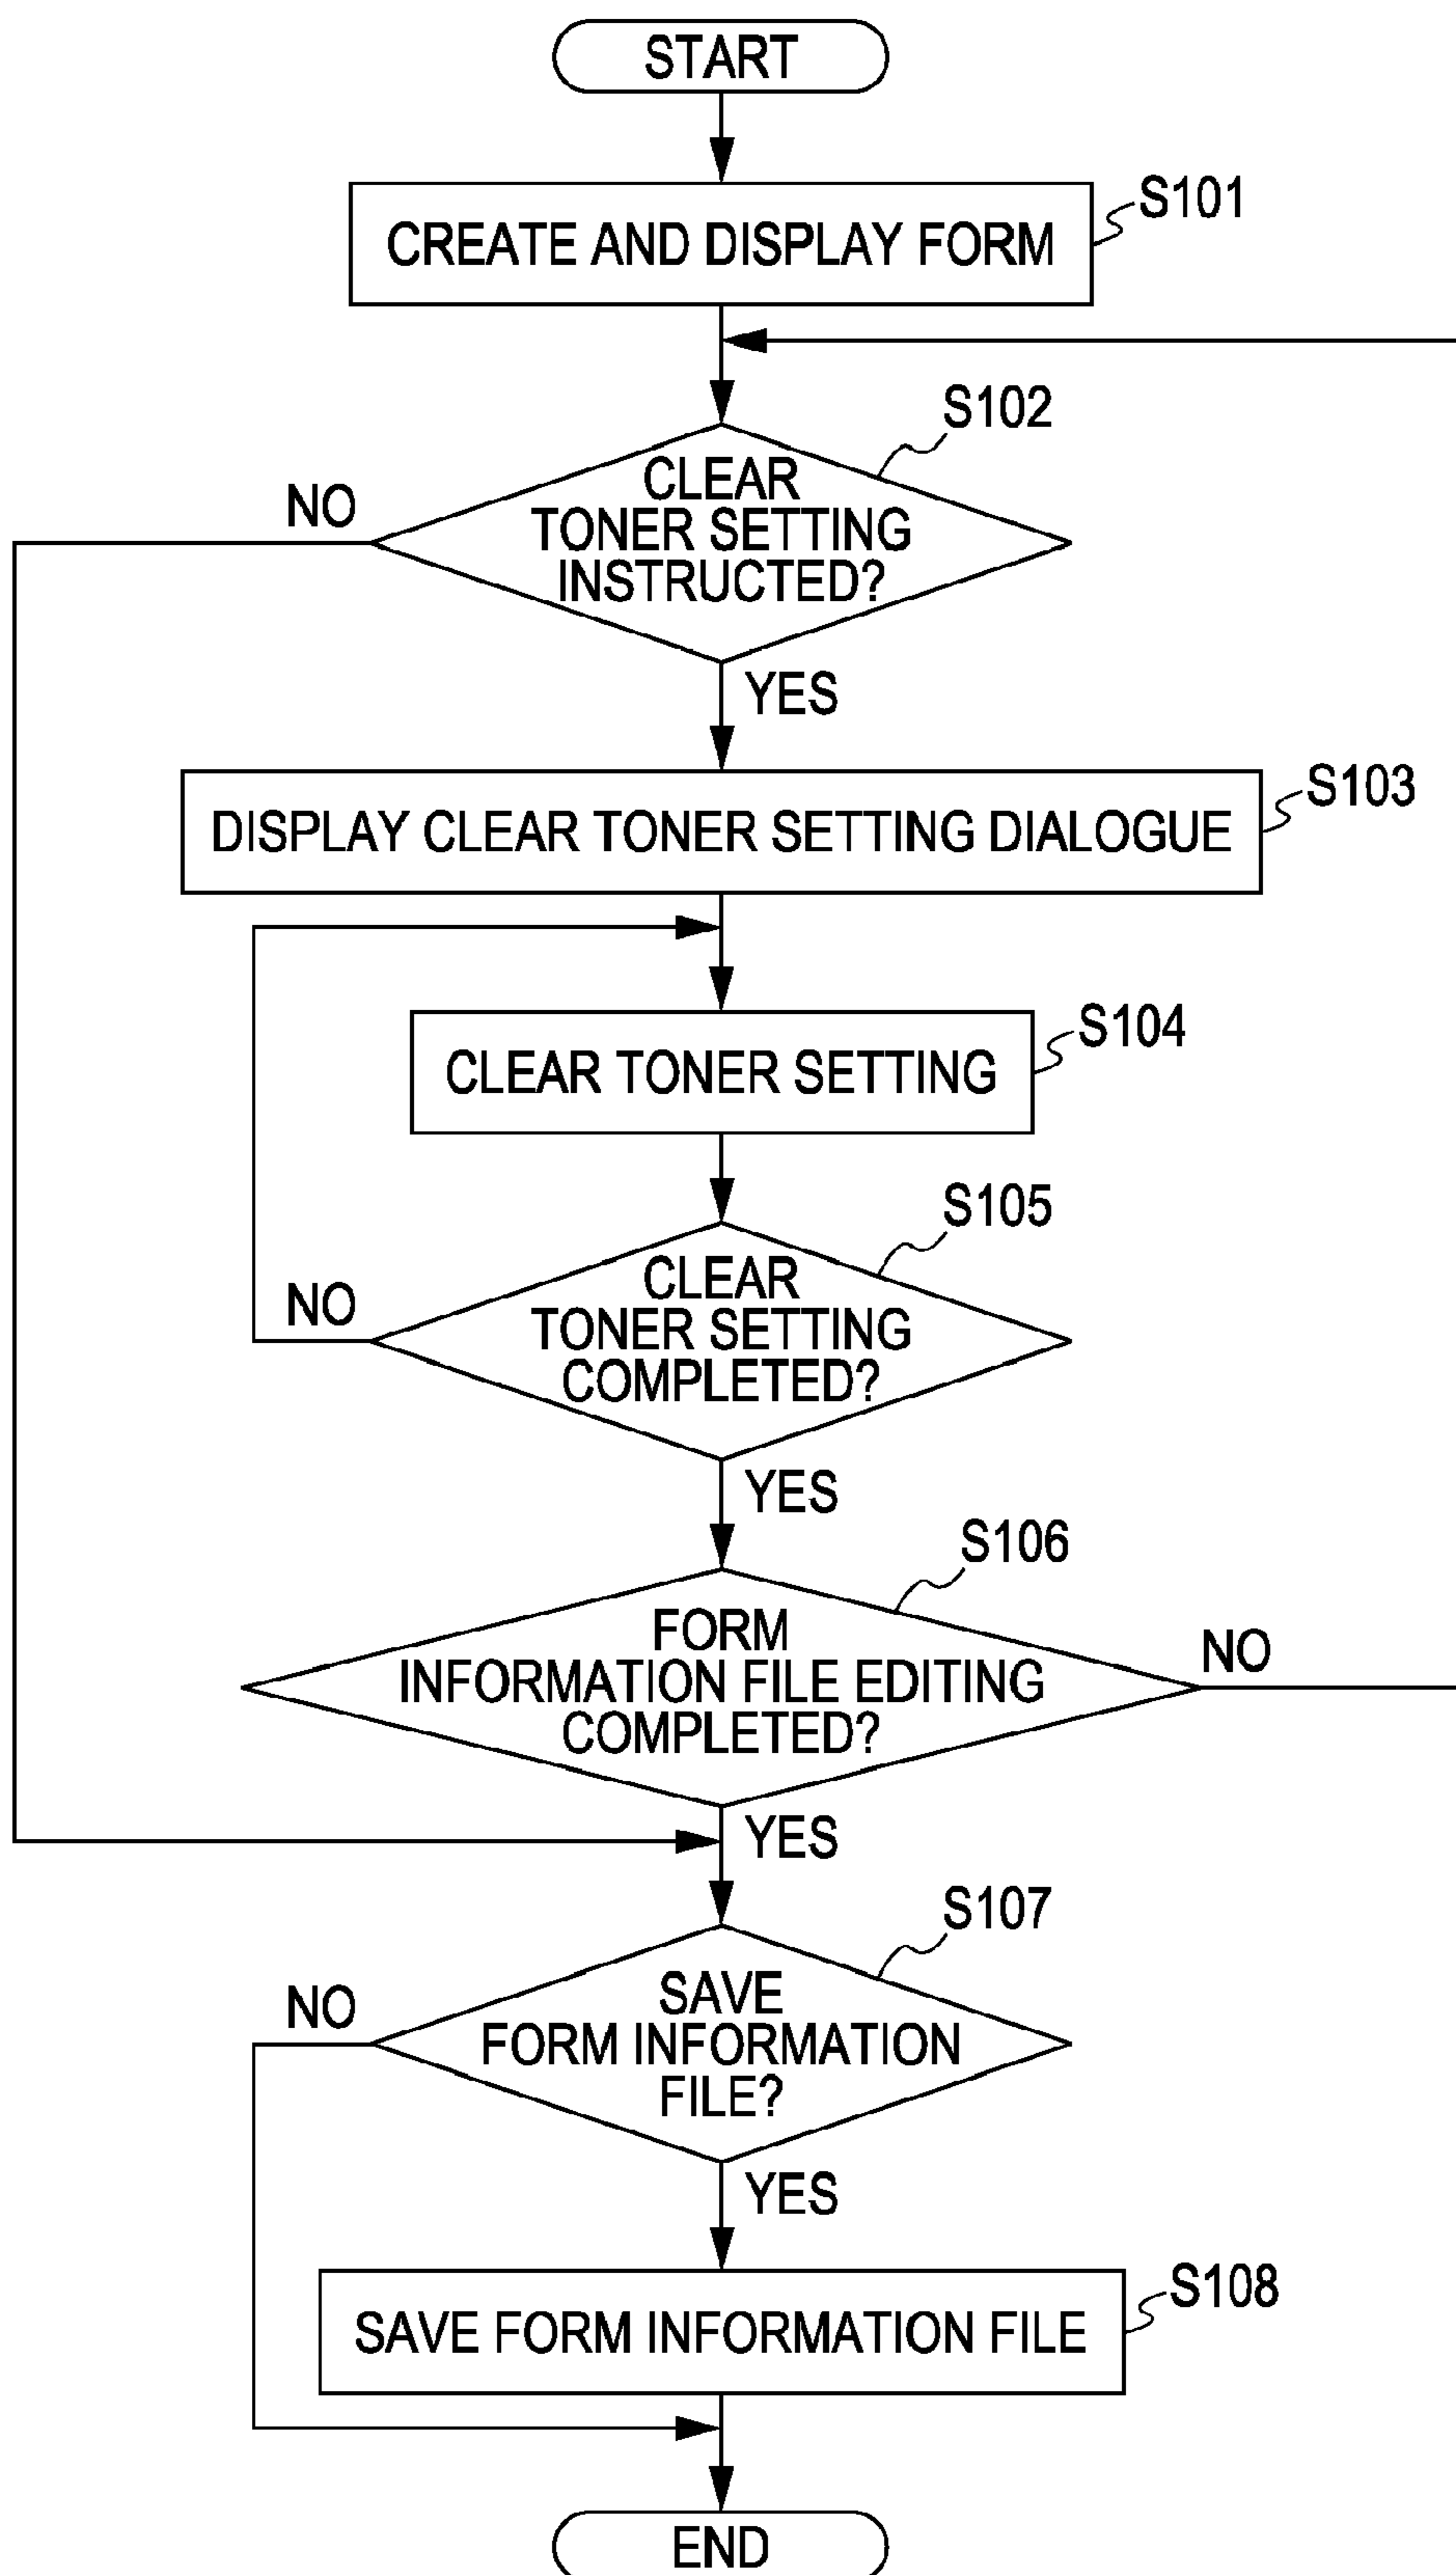 START
CREATE AND DISPLAY FORM
S101
S102
CLEAR
TONER SETTING
INSTRUCTED?
NO
YES
DISPLAY CLEAR TONER SETTING DIALOGUE
S103
CLEAR TONER SETTING
S104
S105
CLEAR
TONER SETTING
COMPLETED?
NO
YES
S106
FORM
INFORMATION FILE EDITING
COMPLETED?
NO
YES
S107
SAVE
FORM INFORMATION
FILE?
NO
YES
SAVE FORM INFORMATION FILE
S108
END